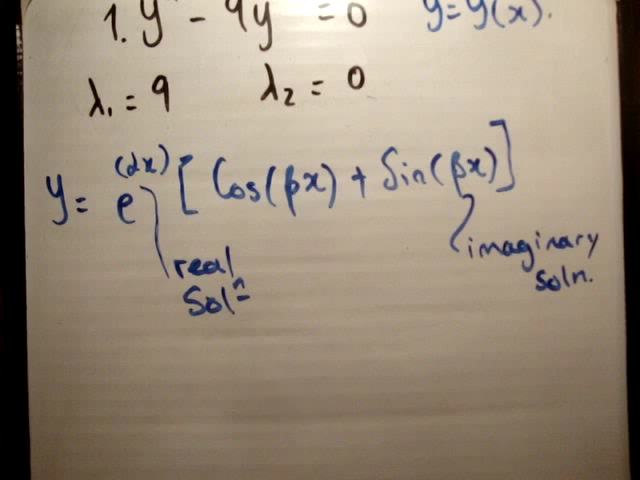 1. y - 9y = 0 y = y(x).
λ₁ = 9 λ₂ = 0
y = e^(αx) [Cos(βx) + Sin(βx)]
real imaginary
Solⁿ soln.